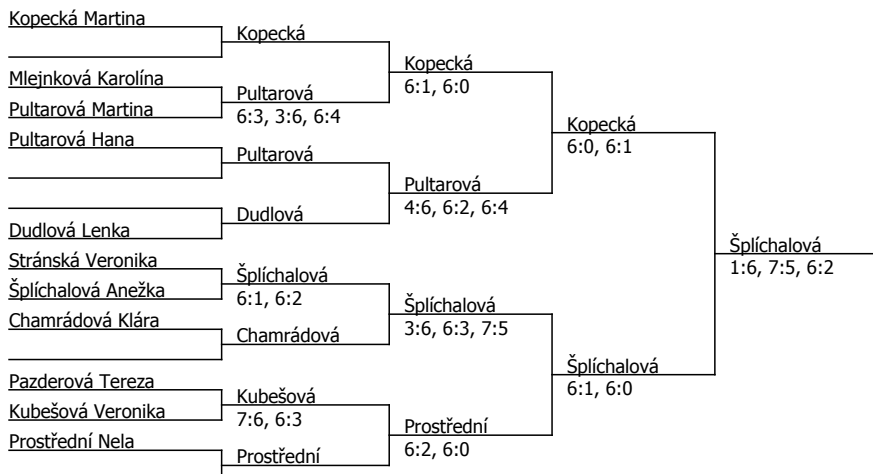 Kopecká Martina
Mlejnková Karolína
Pultarová Martina
Pultarová Hana
Dudlová Lenka
Stránská Veronika
Šplíchalová Anežka
Chamrádová Klára
Pazderová Tereza
Kubešová Veronika
Prostřední Nela
Kopecká
Pultarová
6:3, 3:6, 6:4
Pultarová
Dudlová
Šplíchalová
6:1, 6:2
Chamrádová
Kubešová
7:6, 6:3
Prostřední
Kopecká
6:1, 6:0
Pultarová
4:6, 6:2, 6:4
Šplíchalová
3:6, 6:3, 7:5
Prostřední
6:2, 6:0
Kopecká
6:0, 6:1
Šplíchalová
6:1, 6:0
Šplíchalová
1:6, 7:5, 6:2